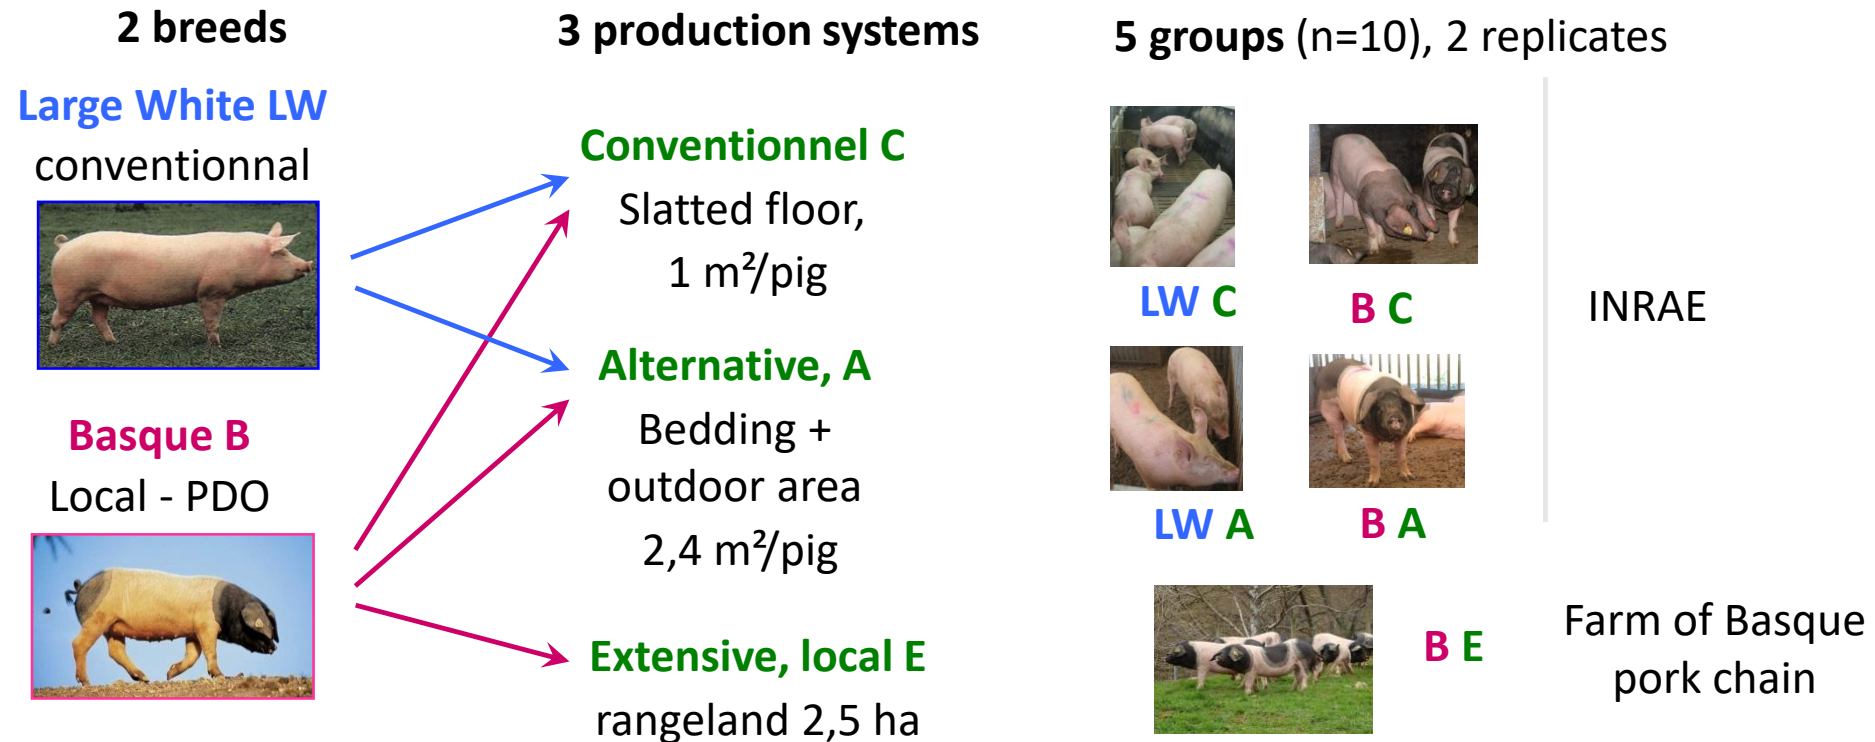 2 breeds
Large White LW
conventionnal
Basque B
Local - PDO
3 production systems
Conventionnel C
Slatted floor,
1 m²/pig
Alternative, A
Bedding +
outdoor area
2,4 m²/pig
Extensive, local E
rangeland 2,5 ha
5 groups (n=10), 2 replicates
LW C
B C
LW A
B A
INRAE
B E
Farm of Basque
pork chain